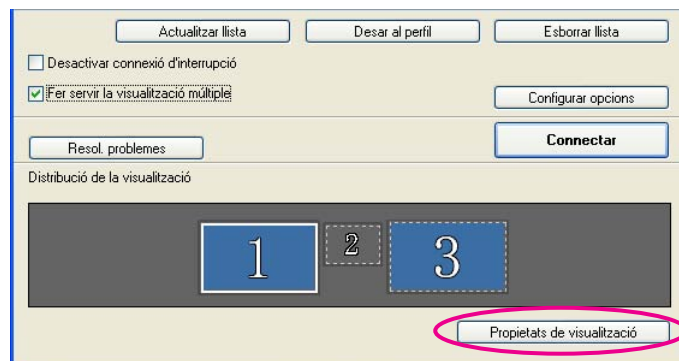 Actualitzar llista Desar al perfil Esborrar llista
Desactivar connexió d'interrupció
Fer servir la visualització múltiple
Configurar opcions
Connectar
Resol. problemes
Distribució de la visualització
1 2 3
Propietats de visualització